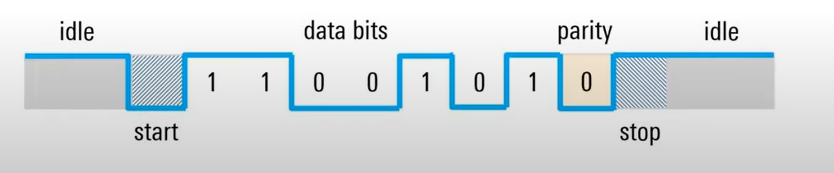 idle data bits parity idle
1 1 0 0 1 0 1 0
start stop